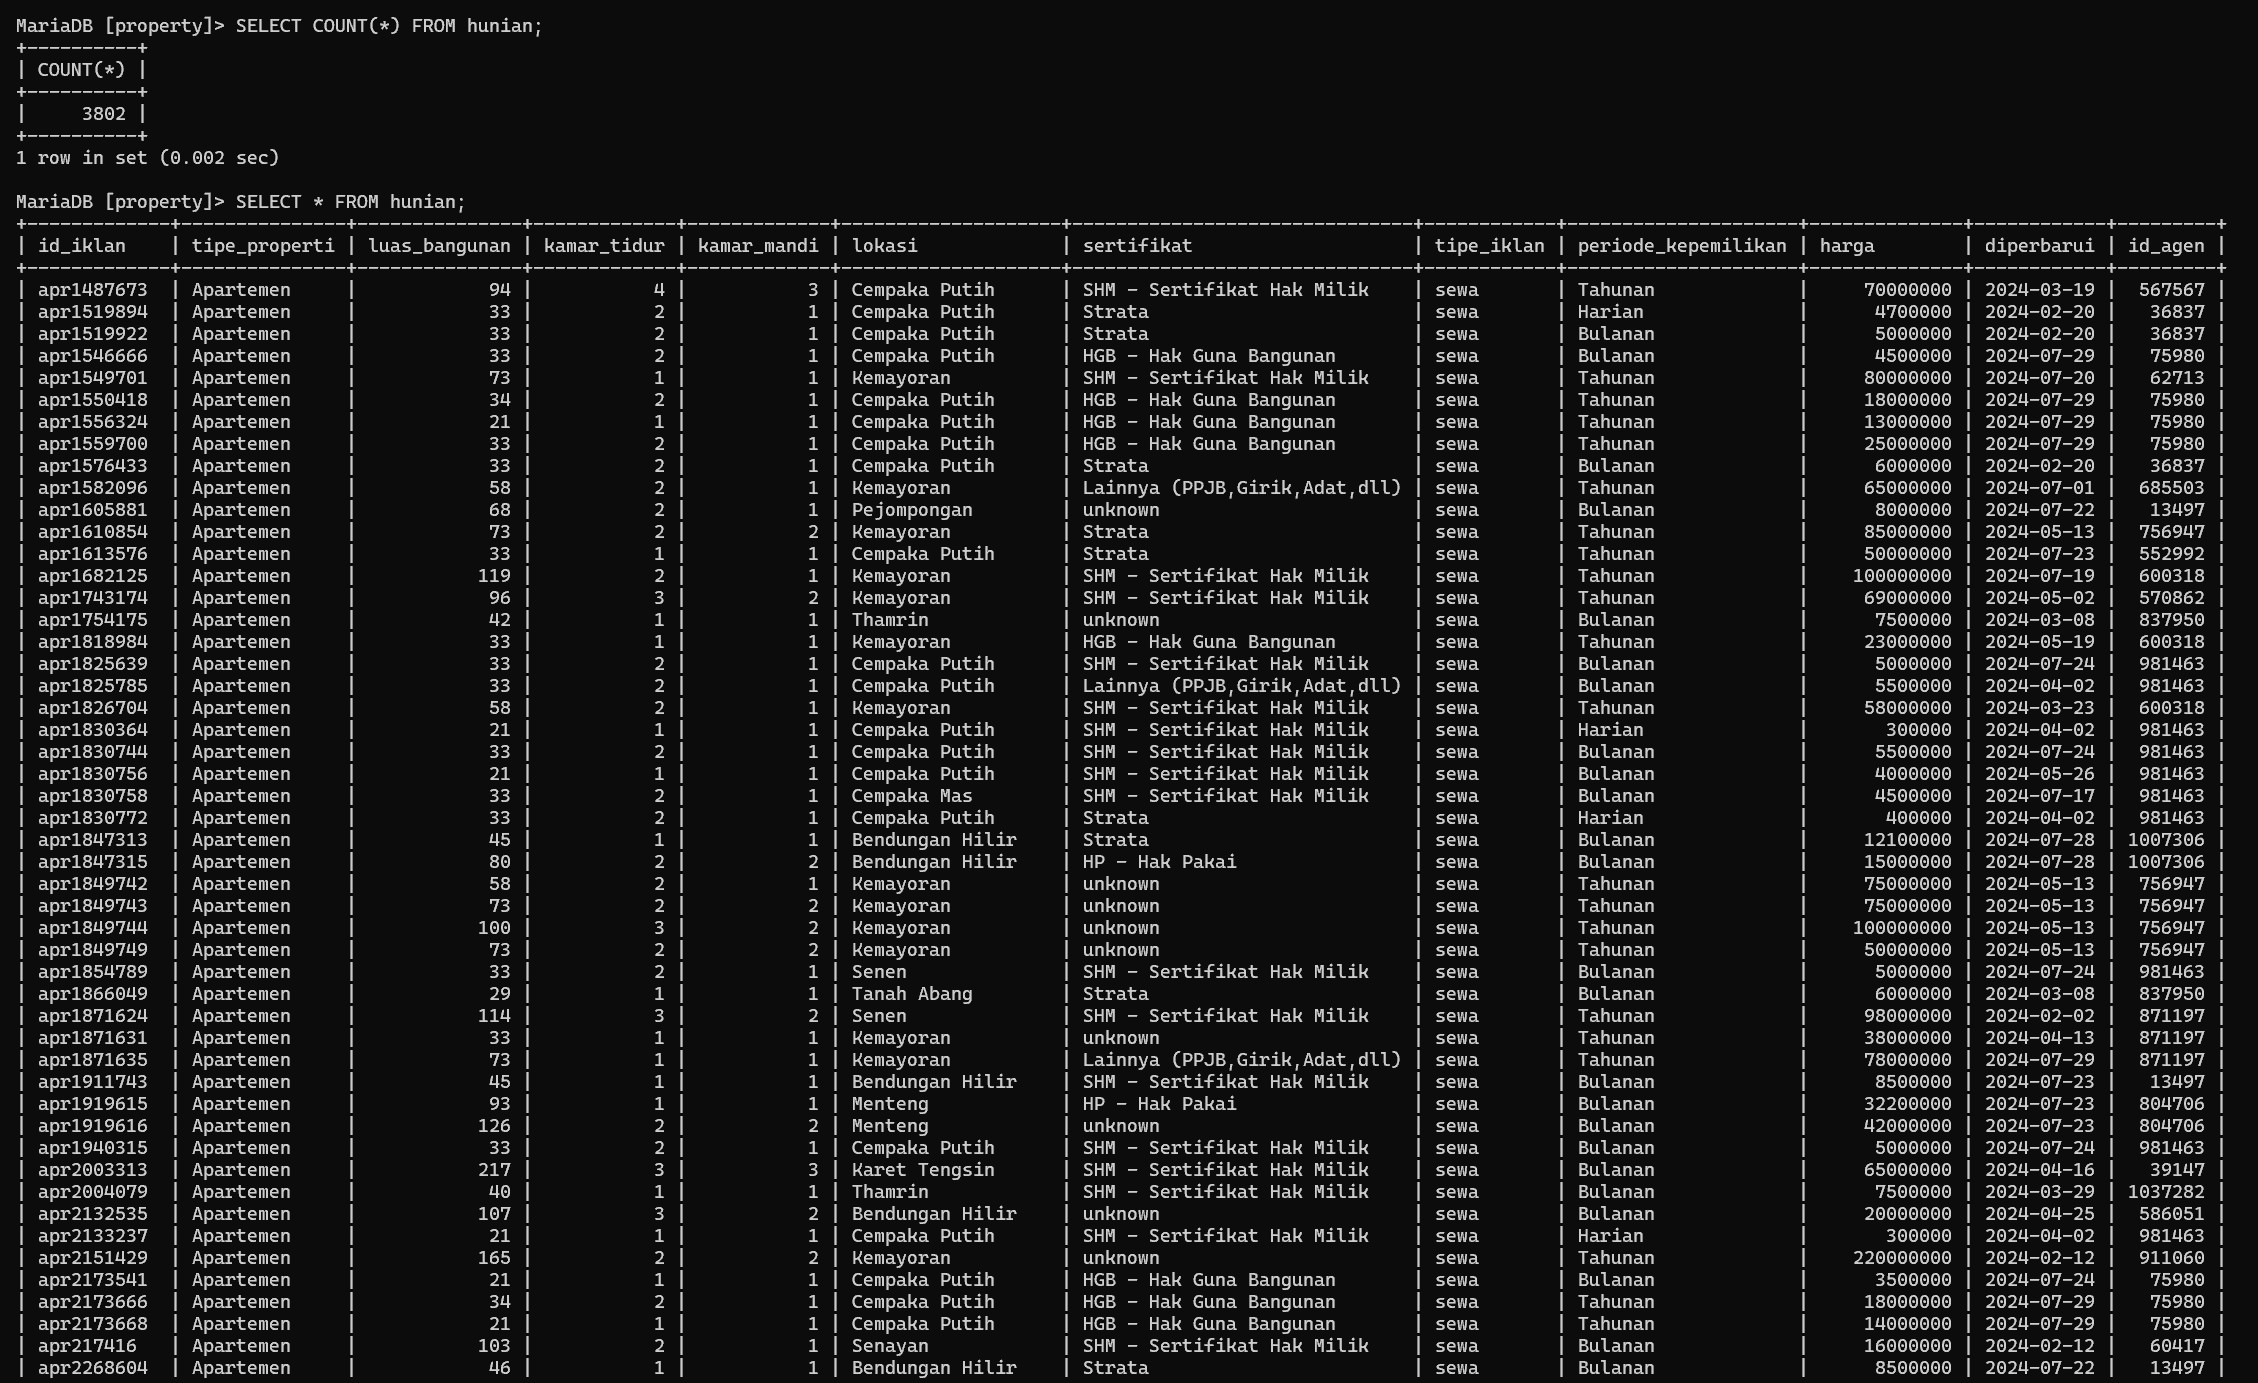 MariaDB [property]> SELECT COUNT(*) FROM hunian;
+----------+
| COUNT(*) |
+----------+
|     3802 |
+----------+
1 row in set (0.002 sec)
MariaDB [property]> SELECT * FROM hunian;
+-------------+---------------+---------------+-------------+-------------+--------------------+-------------------------------+------------+---------------------+--------------+------------+---------+
| id_iklan | tipe_properti | luas_bangunan | kamar_tidur | kamar_mandi | lokasi | sertifikat | tipe_iklan | periode_kepemilikan | harga | diperbarui | id_agen |
+-------------+---------------+---------------+-------------+-------------+--------------------+-------------------------------+------------+---------------------+--------------+------------+---------+
| apr1487673 | Apartemen | 94 | 4 | 3 | Cempaka Putih | SHM - Sertifikat Hak Milik | sewa | Tahunan | 70000000 | 2024-03-19 | 567567 |
| apr1519894 | Apartemen | 33 | 2 | 1 | Cempaka Putih | Strata | sewa | Harian | 4700000 | 2024-02-20 | 36837 |
| apr1519922 | Apartemen | 33 | 2 | 1 | Cempaka Putih | Strata | sewa | Bulanan | 5000000 | 2024-02-20 | 36837 |
| apr1546666 | Apartemen | 33 | 2 | 1 | Cempaka Putih | HGB - Hak Guna Bangunan | sewa | Bulanan | 4500000 | 2024-07-29 | 75980 |
| apr1549701 | Apartemen | 73 | 1 | 1 | Kemayoran | SHM - Sertifikat Hak Milik | sewa | Tahunan | 80000000 | 2024-07-20 | 62713 |
| apr1550418 | Apartemen | 34 | 2 | 1 | Cempaka Putih | HGB - Hak Guna Bangunan | sewa | Tahunan | 18000000 | 2024-07-29 | 75980 |
| apr1556324 | Apartemen | 21 | 1 | 1 | Cempaka Putih | HGB - Hak Guna Bangunan | sewa | Tahunan | 13000000 | 2024-07-29 | 75980 |
| apr1559700 | Apartemen | 33 | 2 | 1 | Cempaka Putih | HGB - Hak Guna Bangunan | sewa | Tahunan | 25000000 | 2024-07-29 | 75980 |
| apr1576433 | Apartemen | 33 | 2 | 1 | Cempaka Putih | Strata | sewa | Bulanan | 6000000 | 2024-02-20 | 36837 |
| apr1582096 | Apartemen | 58 | 2 | 1 | Kemayoran | Lainnya (PPJB,Girik,Adat,dll) | sewa | Tahunan | 65000000 | 2024-07-01 | 685503 |
| apr1605881 | Apartemen | 68 | 2 | 1 | Pejompongan | unknown | sewa | Bulanan | 8000000 | 2024-07-22 | 13497 |
| apr1610854 | Apartemen | 73 | 2 | 2 | Kemayoran | Strata | sewa | Tahunan | 85000000 | 2024-05-13 | 756947 |
| apr1613576 | Apartemen | 33 | 1 | 1 | Cempaka Putih | Strata | sewa | Tahunan | 50000000 | 2024-07-23 | 552992 |
| apr1682125 | Apartemen | 119 | 2 | 1 | Kemayoran | SHM - Sertifikat Hak Milik | sewa | Tahunan | 100000000 | 2024-07-19 | 600318 |
| apr1743174 | Apartemen | 96 | 3 | 2 | Kemayoran | SHM - Sertifikat Hak Milik | sewa | Tahunan | 69000000 | 2024-05-02 | 570862 |
| apr1754175 | Apartemen | 42 | 1 | 1 | Thamrin | unknown | sewa | Bulanan | 7500000 | 2024-03-08 | 837950 |
| apr1818984 | Apartemen | 33 | 1 | 1 | Kemayoran | HGB - Hak Guna Bangunan | sewa | Tahunan | 23000000 | 2024-05-19 | 600318 |
| apr1825639 | Apartemen | 33 | 2 | 1 | Cempaka Putih | SHM - Sertifikat Hak Milik | sewa | Bulanan | 5000000 | 2024-07-24 | 981463 |
| apr1825785 | Apartemen | 33 | 2 | 1 | Cempaka Putih | Lainnya (PPJB,Girik,Adat,dll) | sewa | Bulanan | 5500000 | 2024-04-02 | 981463 |
| apr1826704 | Apartemen | 58 | 2 | 1 | Kemayoran | SHM - Sertifikat Hak Milik | sewa | Tahunan | 58000000 | 2024-03-23 | 600318 |
| apr1830364 | Apartemen | 21 | 1 | 1 | Cempaka Putih | SHM - Sertifikat Hak Milik | sewa | Harian | 300000 | 2024-04-02 | 981463 |
| apr1830744 | Apartemen | 33 | 2 | 1 | Cempaka Putih | SHM - Sertifikat Hak Milik | sewa | Bulanan | 5500000 | 2024-07-24 | 981463 |
| apr1830756 | Apartemen | 21 | 1 | 1 | Cempaka Putih | SHM - Sertifikat Hak Milik | sewa | Bulanan | 4000000 | 2024-05-26 | 981463 |
| apr1830758 | Apartemen | 33 | 2 | 1 | Cempaka Mas | SHM - Sertifikat Hak Milik | sewa | Bulanan | 4500000 | 2024-07-17 | 981463 |
| apr1830772 | Apartemen | 33 | 2 | 1 | Cempaka Putih | Strata | sewa | Harian | 400000 | 2024-04-02 | 981463 |
| apr1847313 | Apartemen | 45 | 1 | 1 | Bendungan Hilir | Strata | sewa | Bulanan | 12100000 | 2024-07-28 | 1007306 |
| apr1847315 | Apartemen | 80 | 2 | 2 | Bendungan Hilir | HP - Hak Pakai | sewa | Bulanan | 15000000 | 2024-07-28 | 1007306 |
| apr1849742 | Apartemen | 58 | 2 | 1 | Kemayoran | unknown | sewa | Tahunan | 75000000 | 2024-05-13 | 756947 |
| apr1849743 | Apartemen | 73 | 2 | 2 | Kemayoran | unknown | sewa | Tahunan | 75000000 | 2024-05-13 | 756947 |
| apr1849744 | Apartemen | 100 | 3 | 2 | Kemayoran | unknown | sewa | Tahunan | 100000000 | 2024-05-13 | 756947 |
| apr1849749 | Apartemen | 73 | 2 | 2 | Kemayoran | unknown | sewa | Tahunan | 50000000 | 2024-05-13 | 756947 |
| apr1854789 | Apartemen | 33 | 2 | 1 | Senen | SHM - Sertifikat Hak Milik | sewa | Bulanan | 5000000 | 2024-07-24 | 981463 |
| apr1866049 | Apartemen | 29 | 1 | 1 | Tanah Abang | Strata | sewa | Bulanan | 6000000 | 2024-03-08 | 837950 |
| apr1871624 | Apartemen | 114 | 3 | 2 | Senen | SHM - Sertifikat Hak Milik | sewa | Tahunan | 98000000 | 2024-02-02 | 871197 |
| apr1871631 | Apartemen | 33 | 1 | 1 | Kemayoran | unknown | sewa | Tahunan | 38000000 | 2024-04-13 | 871197 |
| apr1871635 | Apartemen | 73 | 1 | 1 | Kemayoran | Lainnya (PPJB,Girik,Adat,dll) | sewa | Tahunan | 78000000 | 2024-07-29 | 871197 |
| apr1911743 | Apartemen | 45 | 1 | 1 | Bendungan Hilir | SHM - Sertifikat Hak Milik | sewa | Bulanan | 8500000 | 2024-07-23 | 13497 |
| apr1919615 | Apartemen | 93 | 1 | 1 | Menteng | HP - Hak Pakai | sewa | Bulanan | 32200000 | 2024-07-23 | 804706 |
| apr1919616 | Apartemen | 126 | 2 | 2 | Menteng | unknown | sewa | Bulanan | 42000000 | 2024-07-23 | 804706 |
| apr1940315 | Apartemen | 33 | 2 | 1 | Cempaka Putih | SHM - Sertifikat Hak Milik | sewa | Bulanan | 5000000 | 2024-07-24 | 981463 |
| apr2003313 | Apartemen | 217 | 3 | 3 | Karet Tengsin | SHM - Sertifikat Hak Milik | sewa | Bulanan | 65000000 | 2024-04-16 | 39147 |
| apr2004079 | Apartemen | 40 | 1 | 1 | Thamrin | SHM - Sertifikat Hak Milik | sewa | Bulanan | 7500000 | 2024-03-29 | 1037282 |
| apr2132535 | Apartemen | 107 | 3 | 2 | Bendungan Hilir | unknown | sewa | Bulanan | 20000000 | 2024-04-25 | 586051 |
| apr2133237 | Apartemen | 21 | 1 | 1 | Cempaka Putih | SHM - Sertifikat Hak Milik | sewa | Harian | 300000 | 2024-04-02 | 981463 |
| apr2151429 | Apartemen | 165 | 2 | 2 | Kemayoran | unknown | sewa | Tahunan | 220000000 | 2024-02-12 | 911060 |
| apr2173541 | Apartemen | 21 | 1 | 1 | Cempaka Putih | HGB - Hak Guna Bangunan | sewa | Bulanan | 3500000 | 2024-07-24 | 75980 |
| apr2173666 | Apartemen | 34 | 2 | 1 | Cempaka Putih | HGB - Hak Guna Bangunan | sewa | Tahunan | 18000000 | 2024-07-29 | 75980 |
| apr2173668 | Apartemen | 21 | 1 | 1 | Cempaka Putih | HGB - Hak Guna Bangunan | sewa | Tahunan | 14000000 | 2024-07-29 | 75980 |
| apr217416 | Apartemen | 103 | 2 | 1 | Senayan | SHM - Sertifikat Hak Milik | sewa | Bulanan | 16000000 | 2024-02-12 | 60417 |
| apr2268604 | Apartemen | 46 | 1 | 1 | Bendungan Hilir | Strata | sewa | Bulanan | 8500000 | 2024-07-22 | 13497 |